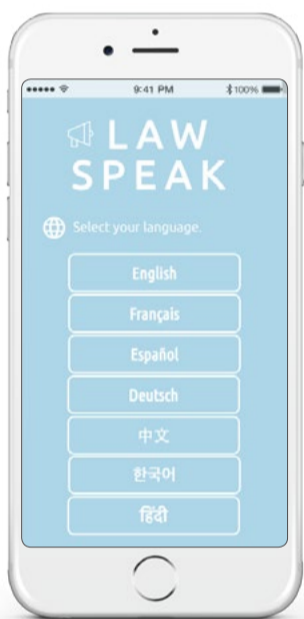 9:41 PM 100%
LAW
SPEAK
Select your language.
English
Français
Español
Deutsch
中文
한국어
हिंदी